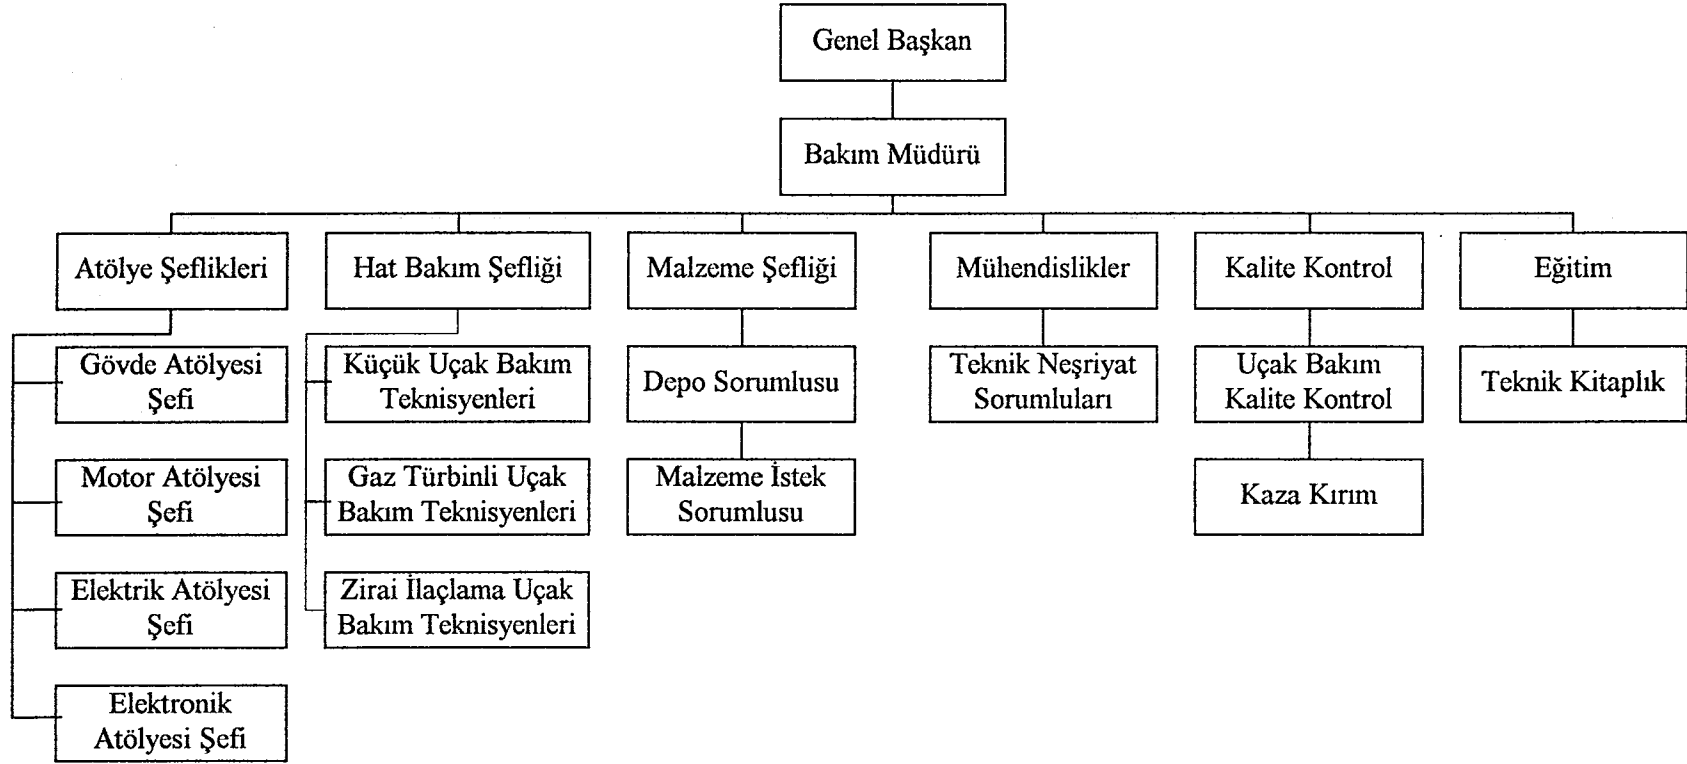 Genel Başkan
Bakım Müdürü
Atölye Şeflikleri
Hat Bakım Şefliği
Malzeme Şefliği
Mühendislikler
Kalite Kontrol
Eğitim
Gövde Atölyesi
Şefi
Küçük Uçak Bakım
Teknisyenleri
Depo Sorumlusu
Teknik Neşriyat
Sorumluları
Uçak Bakım
Kalite Kontrol
Teknik Kitaplık
Motor Atölyesi
Şefi
Gaz Türbinli Uçak
Bakım Teknisyenleri
Malzeme İstek
Sorumlusu
Kaza Kırım
Elektrik Atölyesi
Şefi
Zirai İlaçlama Uçak
Bakım Teknisyenleri
Elektronik
Atölyesi Şefi